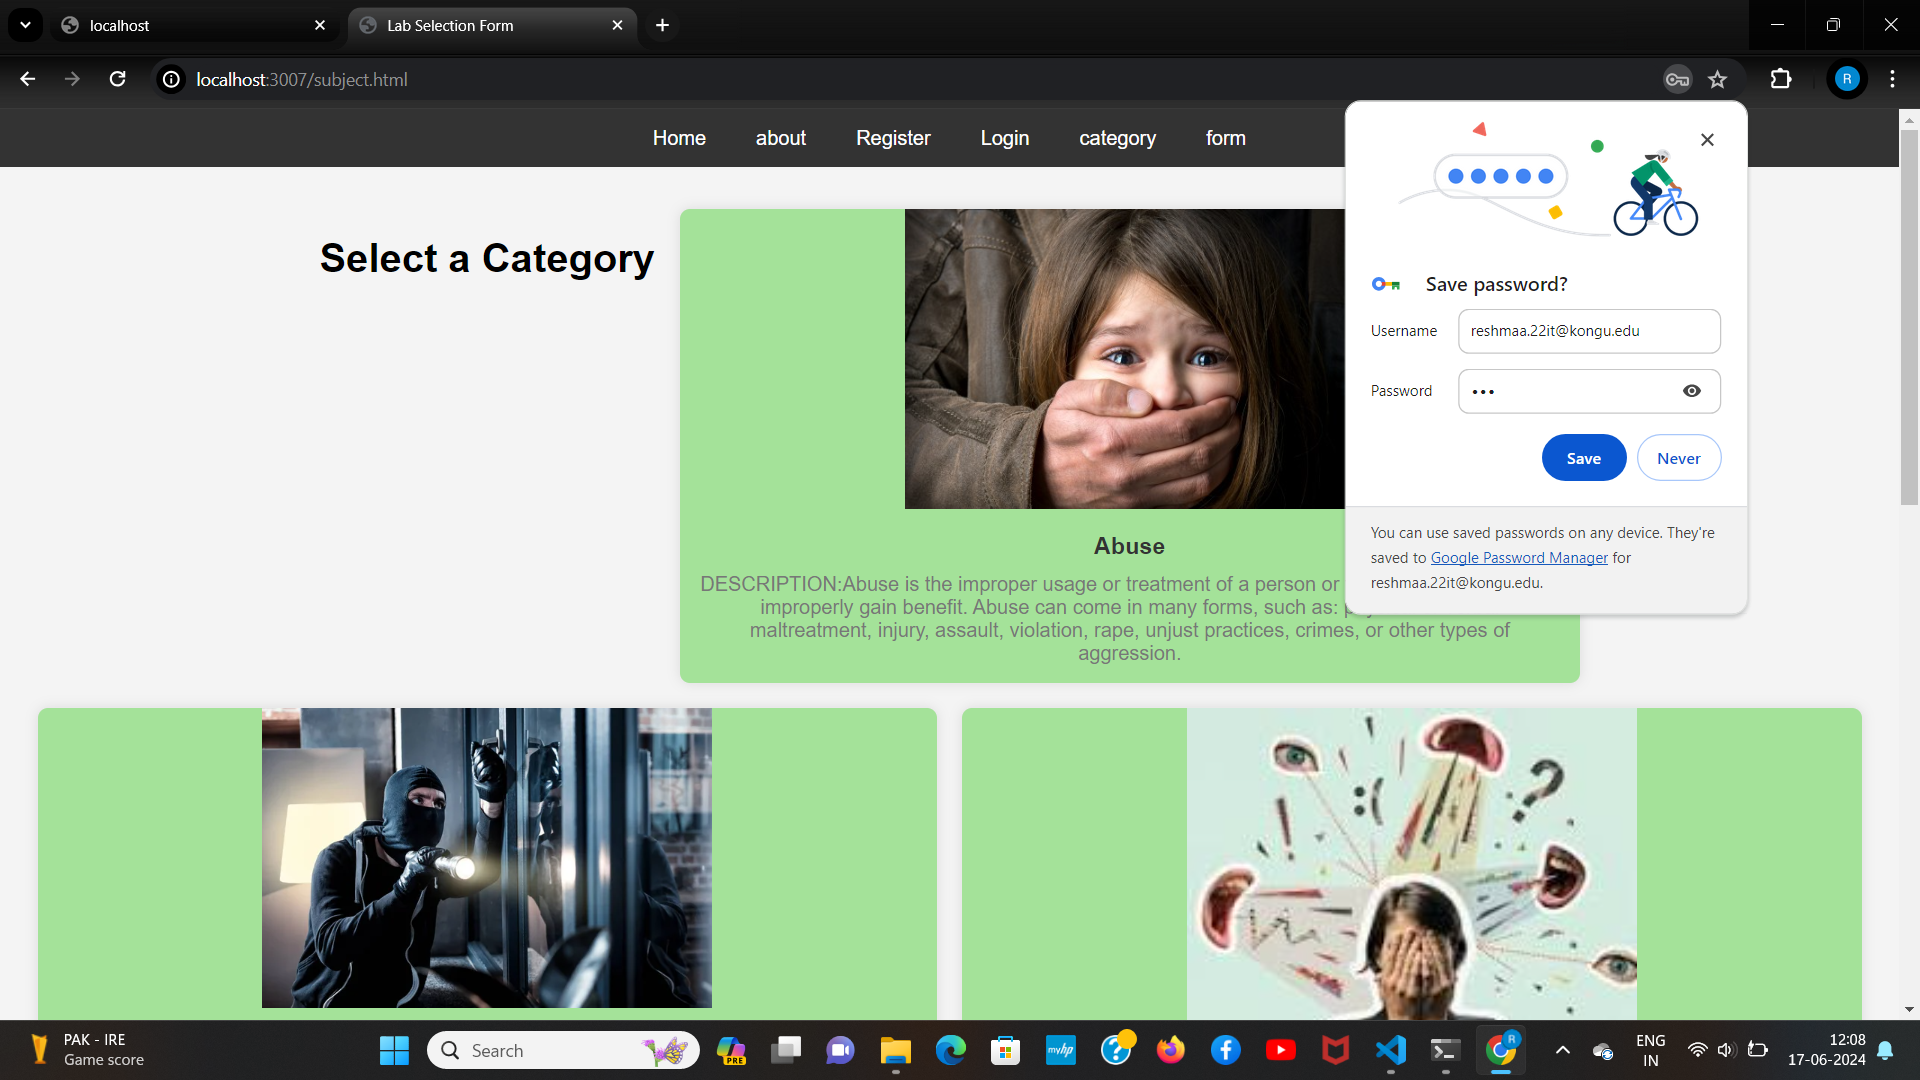 localhost
Lab Selection Form
localhost:3007/subject.html
R
Home about Register Login category form
Select a Category
Save password?
Username reshmaa.22it@kongu.edu
Password
Save Never
You can use saved passwords on any device. They're
saved to Google Password Manager for
reshmaa.22it@kongu.edu.
Abuse
DESCRIPTION:Abuse is the improper usage or treatment of a person or
improperly gain benefit. Abuse can come in many forms, such as:
maltreatment, injury, assault, violation, rape, unjust practices, crimes, or other types of
aggression.
PAK - IRE
Game score
Search
PRE
myhp
R
ENG
IN
12:08
17-06-2024